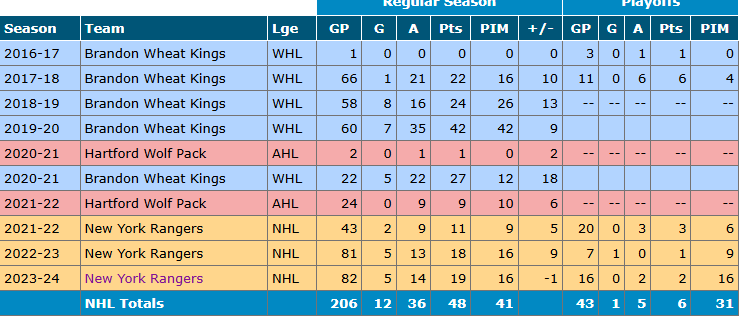 Regular Season Playoffs
Season Team Lge GP G A Pts PIM +/- GP G A Pts PIM
2016-17 Brandon Wheat Kings WHL 1 0 0 0 0 0 3 0 1 1 0
2017-18 Brandon Wheat Kings WHL 66 1 21 22 16 10 11 0 6 6 4
2018-19 Brandon Wheat Kings WHL 58 8 16 24 26 13 -- -- -- -- --
2019-20 Brandon Wheat Kings WHL 60 7 35 42 42 9
2020-21 Hartford Wolf Pack AHL 2 0 1 1 0 2 -- -- -- -- --
2020-21 Brandon Wheat Kings WHL 22 5 22 27 12 18
2021-22 Hartford Wolf Pack AHL 24 0 9 9 10 6 -- -- -- -- --
2021-22 New York Rangers NHL 43 2 9 11 9 5 20 0 3 3 6
2022-23 New York Rangers NHL 81 5 13 18 16 9 7 1 0 1 9
2023-24 New York Rangers NHL 82 5 14 19 16 -1 16 0 2 2 16
NHL Totals 206 12 36 48 41 43 1 5 6 31